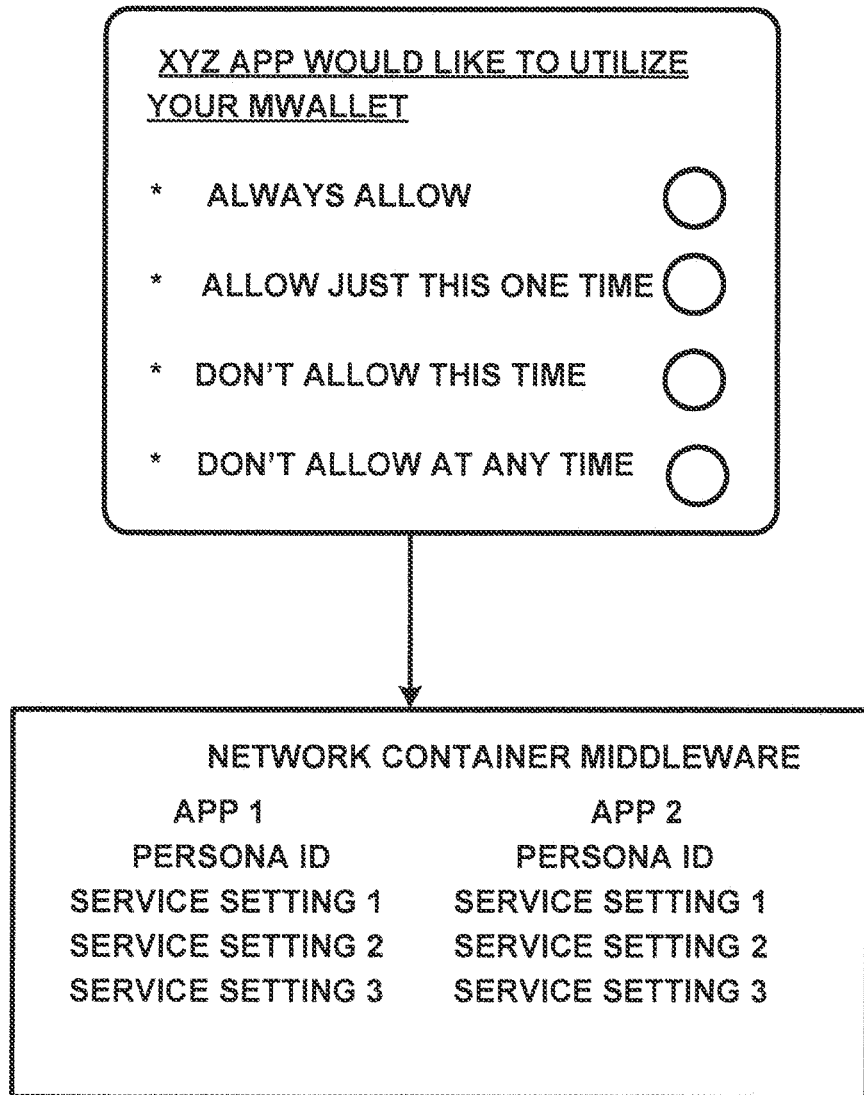 XYZ APP WOULD LIKE TO UTILIZE
YOUR MWALLET
* ALWAYS ALLOW
* ALLOW JUST THIS ONE TIME
* DON'T ALLOW THIS TIME
* DON'T ALLOW AT ANY TIME
NETWORK CONTAINER MIDDLEWARE
APP 1 APP 2
PERSONA ID PERSONA ID
SERVICE SETTING 1 SERVICE SETTING 1
SERVICE SETTING 2 SERVICE SETTING 2
SERVICE SETTING 3 SERVICE SETTING 3